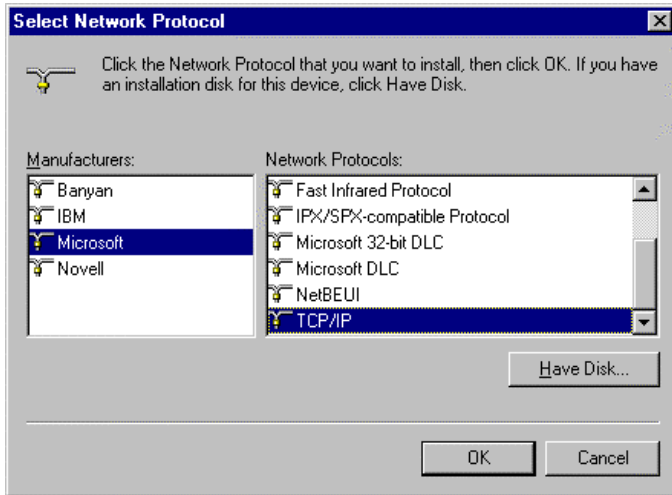 Select Network Protocol
Click the Network Protocol that you want to install, then click OK. If you have
an installation disk for this device, click Have Disk.
Manufacturers:
Banyan
IBM
Microsoft
Novell
Network Protocols:
Fast Infrared Protocol
IPX/SPX-compatible Protocol
Microsoft 32-bit DLC
Microsoft DLC
NetBEUI
TCP/IP
Have Disk...
OK
Cancel